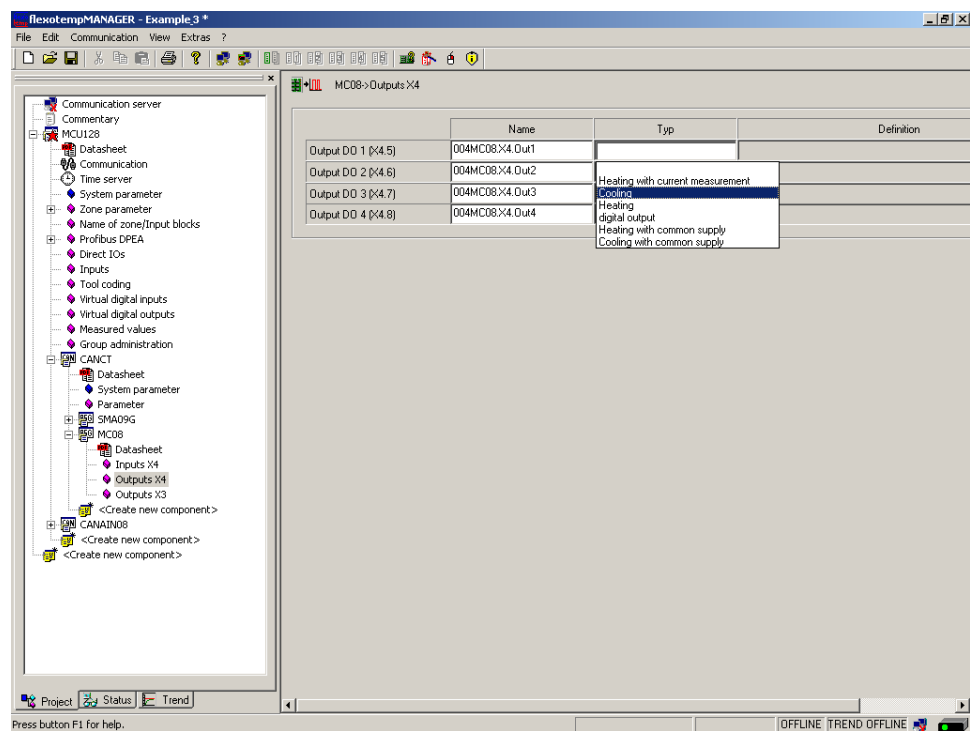 flexotempMANAGER - Example_3 *
File Edit Communication View Extras ?
MC08->Outputs X4
Communication server
Commentary
MCU128
Datasheet
Communication
Time server
System parameter
Zone parameter
Name of zone/Input blocks
Profibus DPEA
Direct IOs
Inputs
Tool coding
Virtual digital inputs
Virtual digital outputs
Measured values
Group administration
CANCT
Datasheet
System parameter
Parameter
SMA09G
MC08
Datasheet
Inputs X4
Outputs X4
Outputs X3
<Create new component>
CANAIN08
<Create new component>
<Create new component>
Name Typ Definition
Output DO 1 (X4.5) 004MC08.X4.Out1
Output DO 2 (X4.6) 004MC08.X4.Out2
Output DO 3 (X4.7) 004MC08.X4.Out3
Output DO 4 (X4.8) 004MC08.X4.Out4
Heating with current measurement
Cooling
Heating
digital output
Heating with common supply
Cooling with common supply
Project Status Trend
Press button F1 for help. OFFLINE TREND OFFLINE